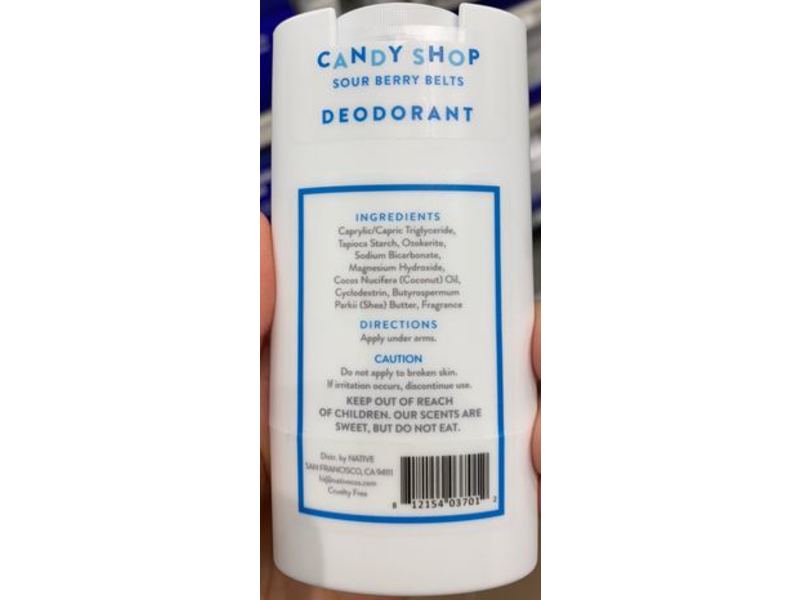 CANDY SHOP
SOUR BERRY BELTS
DEODORANT
INGREDIENTS
Caprylic/Capric Triglyceride,
Tapioca Starch, Ozokerite,
Sodium Bicarbonate,
Magnesium Hydroxide,
Cocos Nucifera (Coconut) Oil,
Cyclodextrin, Butyrospermum
Parkii (Shea) Butter, Fragrance
DIRECTIONS
Apply under arms.
CAUTION
Do not apply to broken skin.
If irritation occurs, discontinue use.
KEEP OUT OF REACH
OF CHILDREN. OUR SCENTS ARE
SWEET, BUT DO NOT EAT.
Distr. by NATIVE
SAN FRANCISCO, CA 94111
hi@nativecos.com
Cruelty Free
8 12154 03701 2